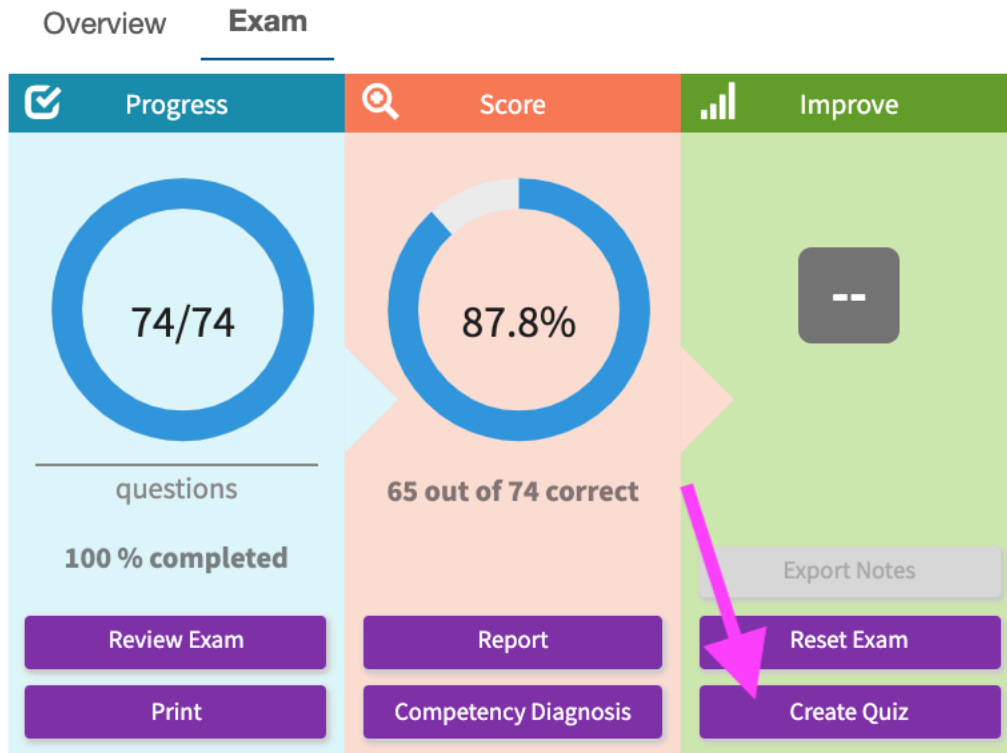 Overview Exam
Progress Score Improve
74/74 87.8% --
questions 65 out of 74 correct
100 % completed Export Notes
Review Exam Report Reset Exam
Print Competency Diagnosis Create Quiz